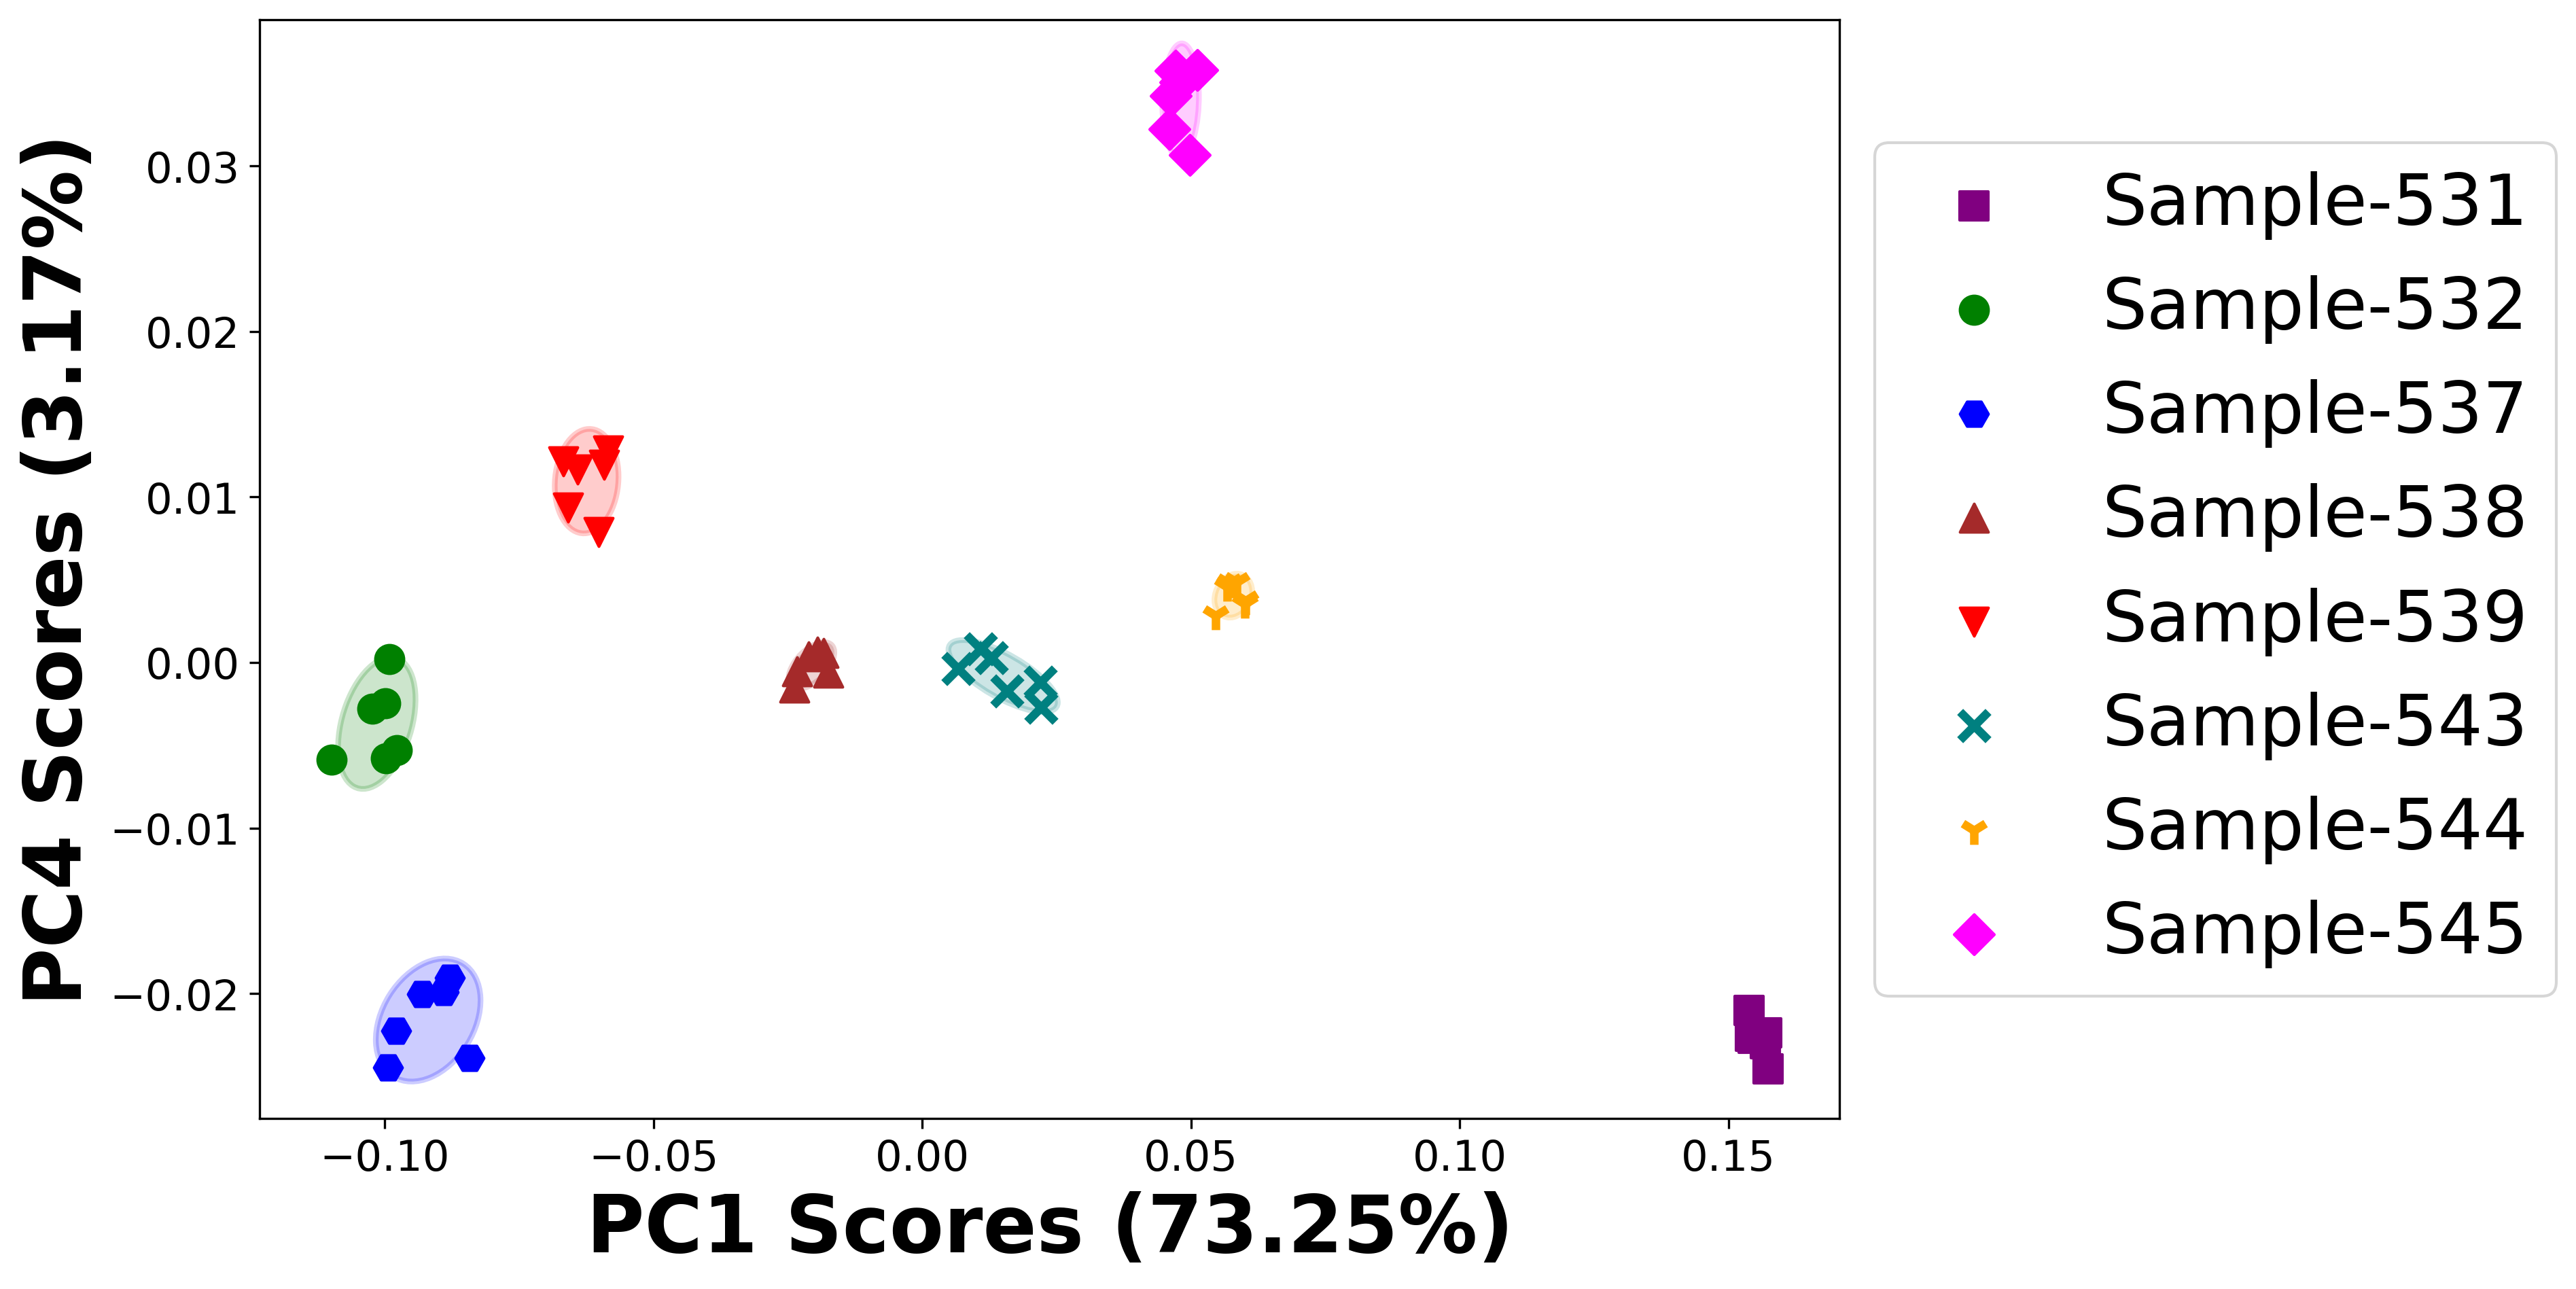 PC4 Scores (3.17%)
0.03
0.02
0.01
0.00
−0.01
−0.02
−0.10 −0.05 0.00 0.05 0.10 0.15
PC1 Scores (73.25%)
Sample-531
Sample-532
Sample-537
Sample-538
Sample-539
Sample-543
Sample-544
Sample-545